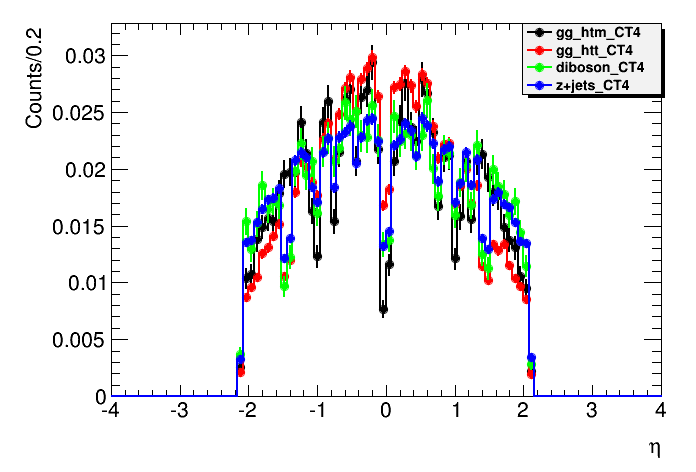 Counts/0.2
0.03
0.025
0.02
0.015
0.01
0.005
0
-4 -3 -2 -1 0 1 2 3 4
η
gg_htm_CT4
gg_htt_CT4
diboson_CT4
z+jets_CT4